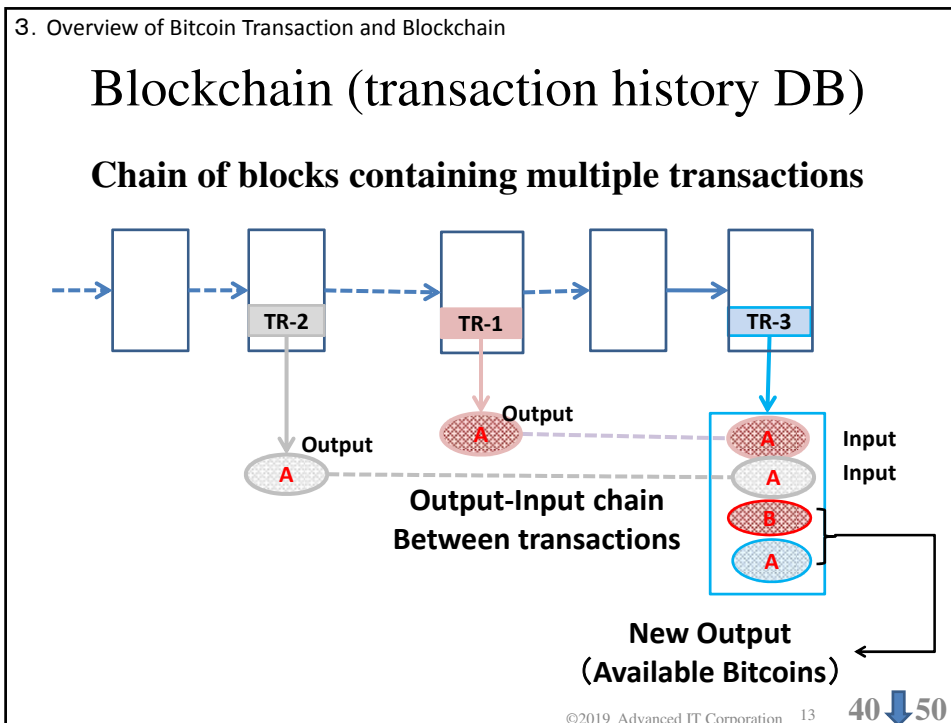 3. Overview of Bitcoin Transaction and Blockchain
Blockchain (transaction history DB)
Chain of blocks containing multiple transactions
TR-2
TR-1
TR-3
Output
A
A
Input
Output
A
A
Input
Output-Input chain
Between transactions
B
A
New Output
(Available Bitcoins)
©2019 Advanced IT Corporation
13
40
50